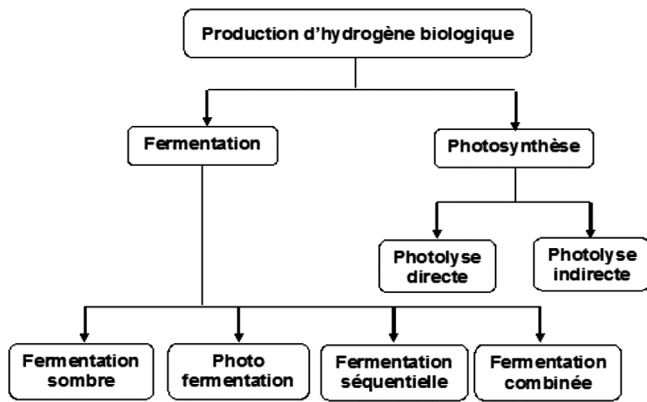 Production d'hydrogène biologique
Fermentation
Photosynthèse
Photolyse
directe
Photolyse
indirecte
Fermentation
sombre
Photo
fermentation
Fermentation
séquentielle
Fermentation
combinée